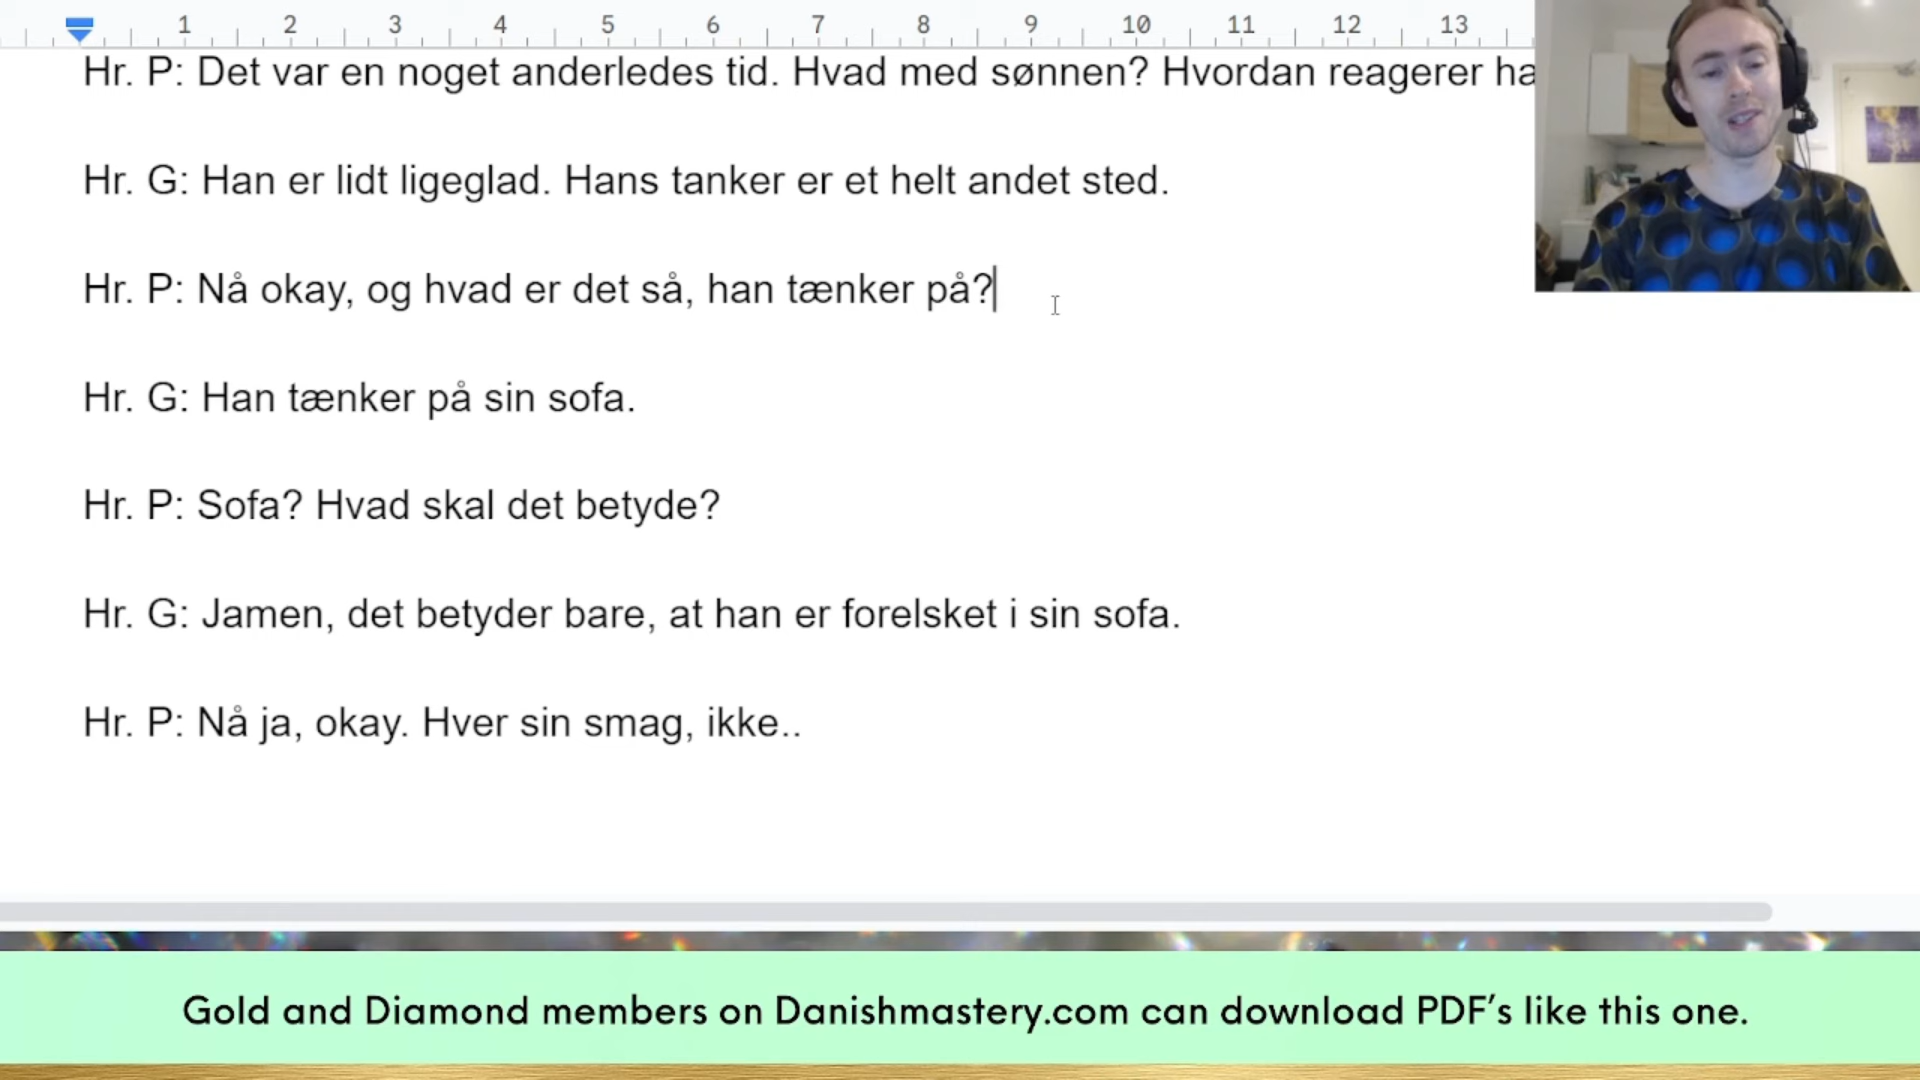 1 2 3 4 5 6 7 8 9 10 11 12 13
Hr. P: Det var en noget anderledes tid. Hvad med sønnen? Hvordan reagerer ha
Hr. G: Han er lidt ligeglad. Hans tanker er et helt andet sted.
Hr. P: Nå okay, og hvad er det så, han tænker på?
Hr. G: Han tænker på sin sofa.
Hr. P: Sofa? Hvad skal det betyde?
Hr. G: Jamen, det betyder bare, at han er forelsket i sin sofa.
Hr. P: Nå ja, okay. Hver sin smag, ikke..
Gold and Diamond members on Danishmastery.com can download PDF’s like this one.